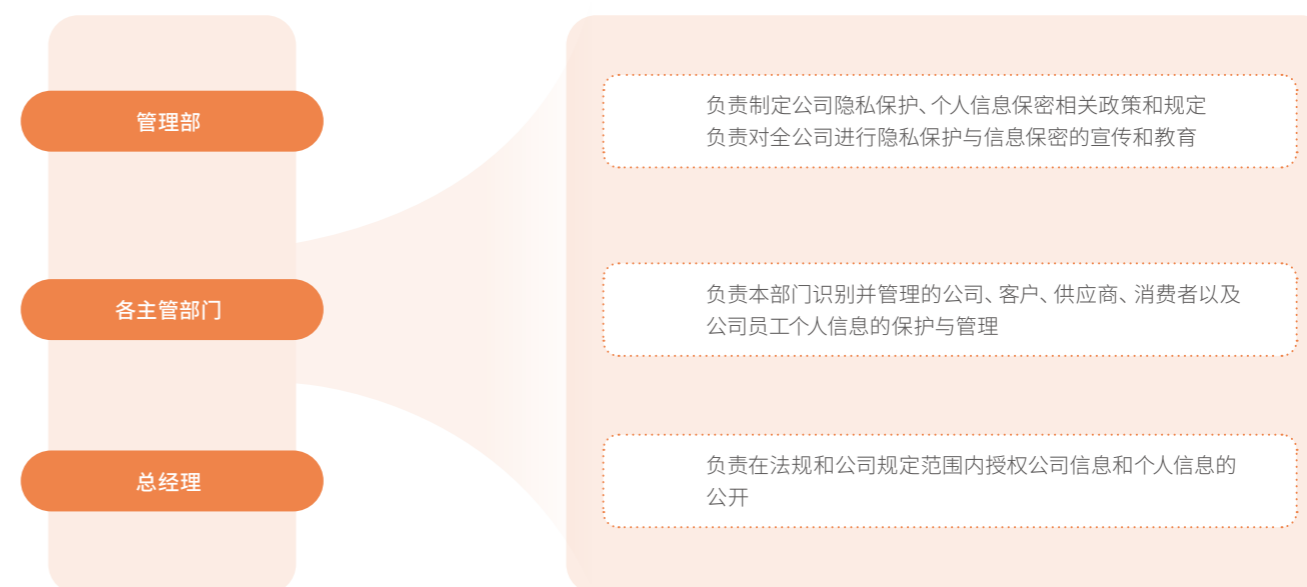 管理部
负责制定公司隐私保护、个人信息保密相关政策和规定
负责对全公司进行隐私保护与信息保密的宣传和教育
各主管部门
负责本部门识别并管理的公司、客户、供应商、消费者以及
公司员工个人信息的保护与管理
总经理
负责在法规和公司规定范围内授权公司信息和个人信息的
公开